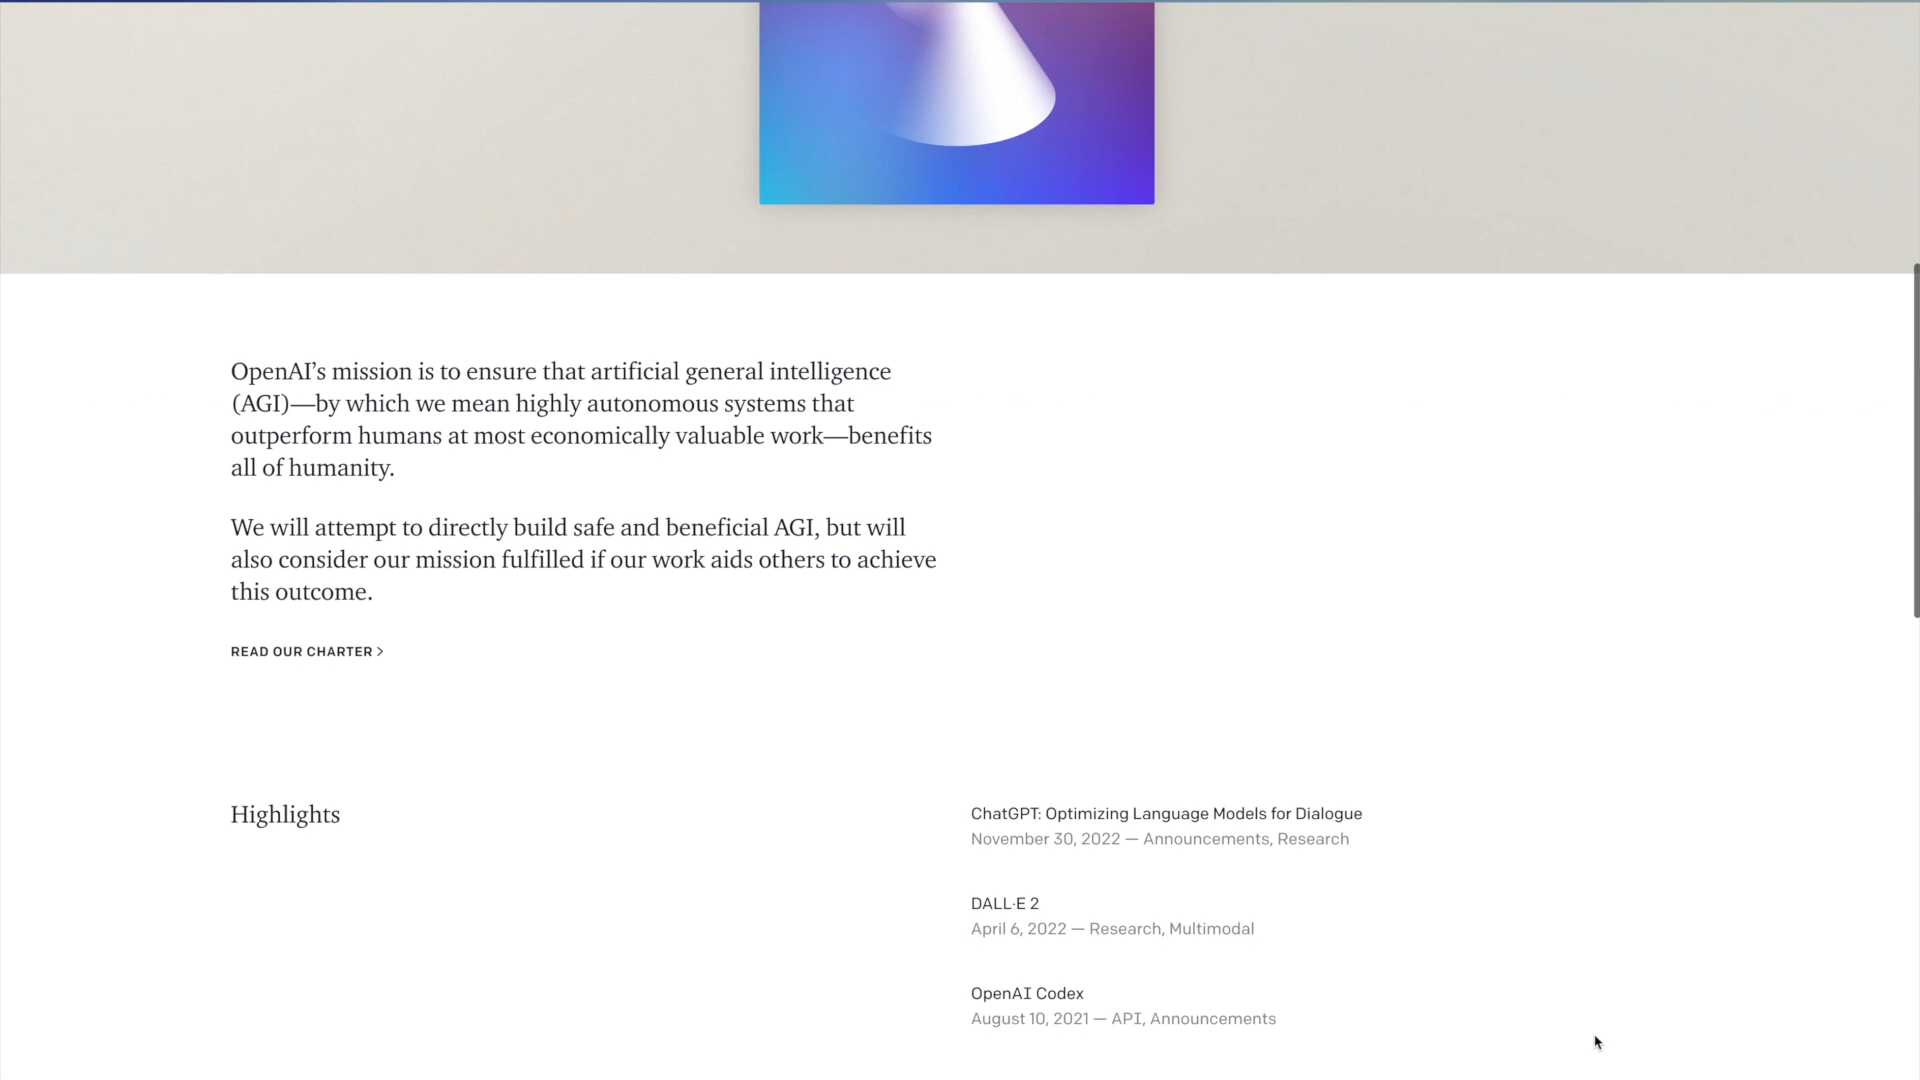 OpenAI’s mission is to ensure that artificial general intelligence
(AGI)—by which we mean highly autonomous systems that
outperform humans at most economically valuable work—benefits
all of humanity.
We will attempt to directly build safe and beneficial AGI, but will
also consider our mission fulfilled if our work aids others to achieve
this outcome.
READ OUR CHARTER >
Highlights
ChatGPT: Optimizing Language Models for Dialogue
November 30, 2022 — Announcements, Research
DALL·E 2
April 6, 2022 — Research, Multimodal
OpenAI Codex
August 10, 2021 — API, Announcements